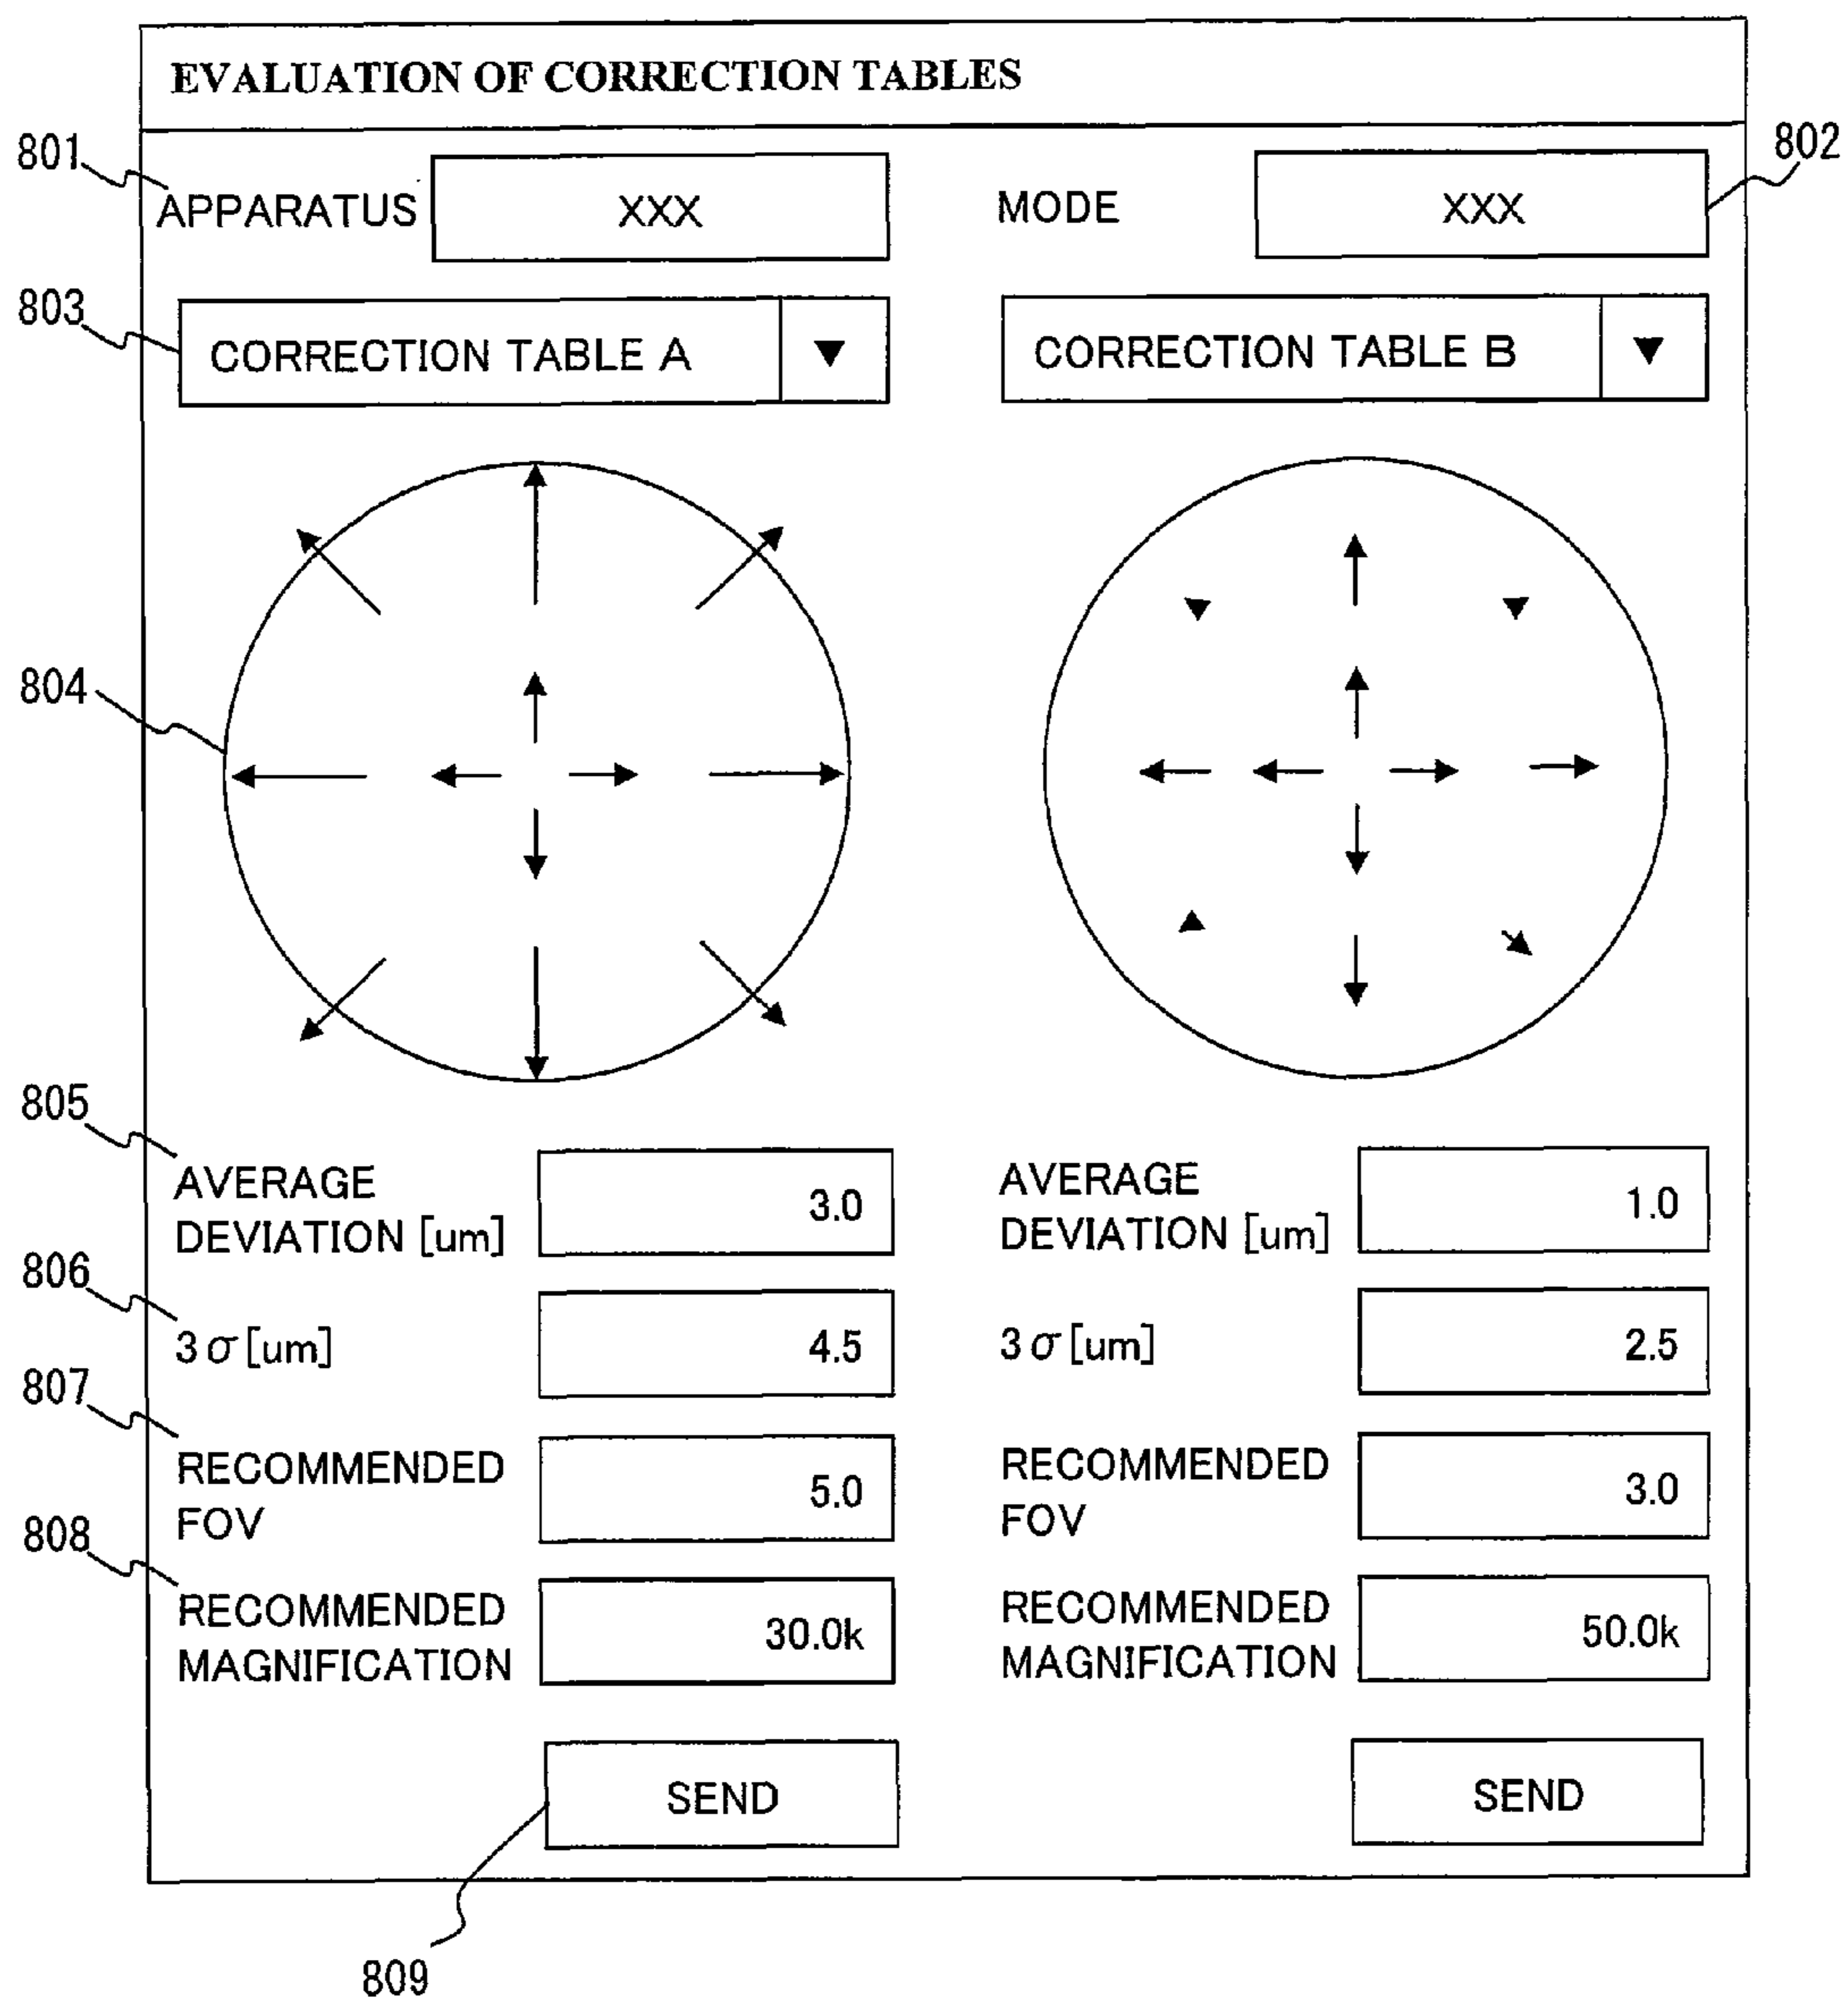 EVALUATION OF CORRECTION TABLES
801
802
APPARATUS XXX MODE XXX
803
CORRECTION TABLE A ▼ CORRECTION TABLE B ▼
804
805
AVERAGE
DEVIATION [um] 3.0
AVERAGE
DEVIATION [um] 1.0
806
3σ[um] 4.5
3σ[um] 2.5
807
RECOMMENDED
FOV 5.0
RECOMMENDED
FOV 3.0
808
RECOMMENDED
MAGNIFICATION 30.0k
RECOMMENDED
MAGNIFICATION 50.0k
SEND SEND
809